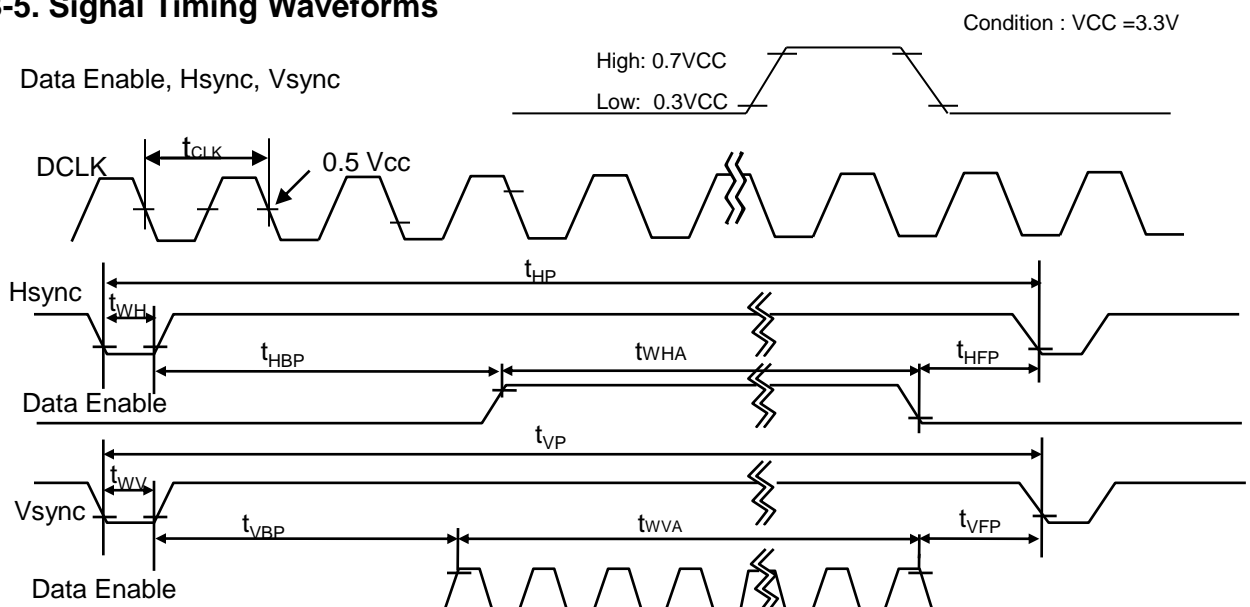 3-5. Signal Timing Waveforms
Condition : VCC =3.3V
High: 0.7VCC
Data Enable, Hsync, Vsync
Low: 0.3VCC
tCLK
0.5 Vcc
DCLK
tHP
Hsync
tWH
tHBP
tWHA
tHFP
Data Enable
tVP
tWV
Vsync
tVBP
tWVA
tVFP
Data Enable